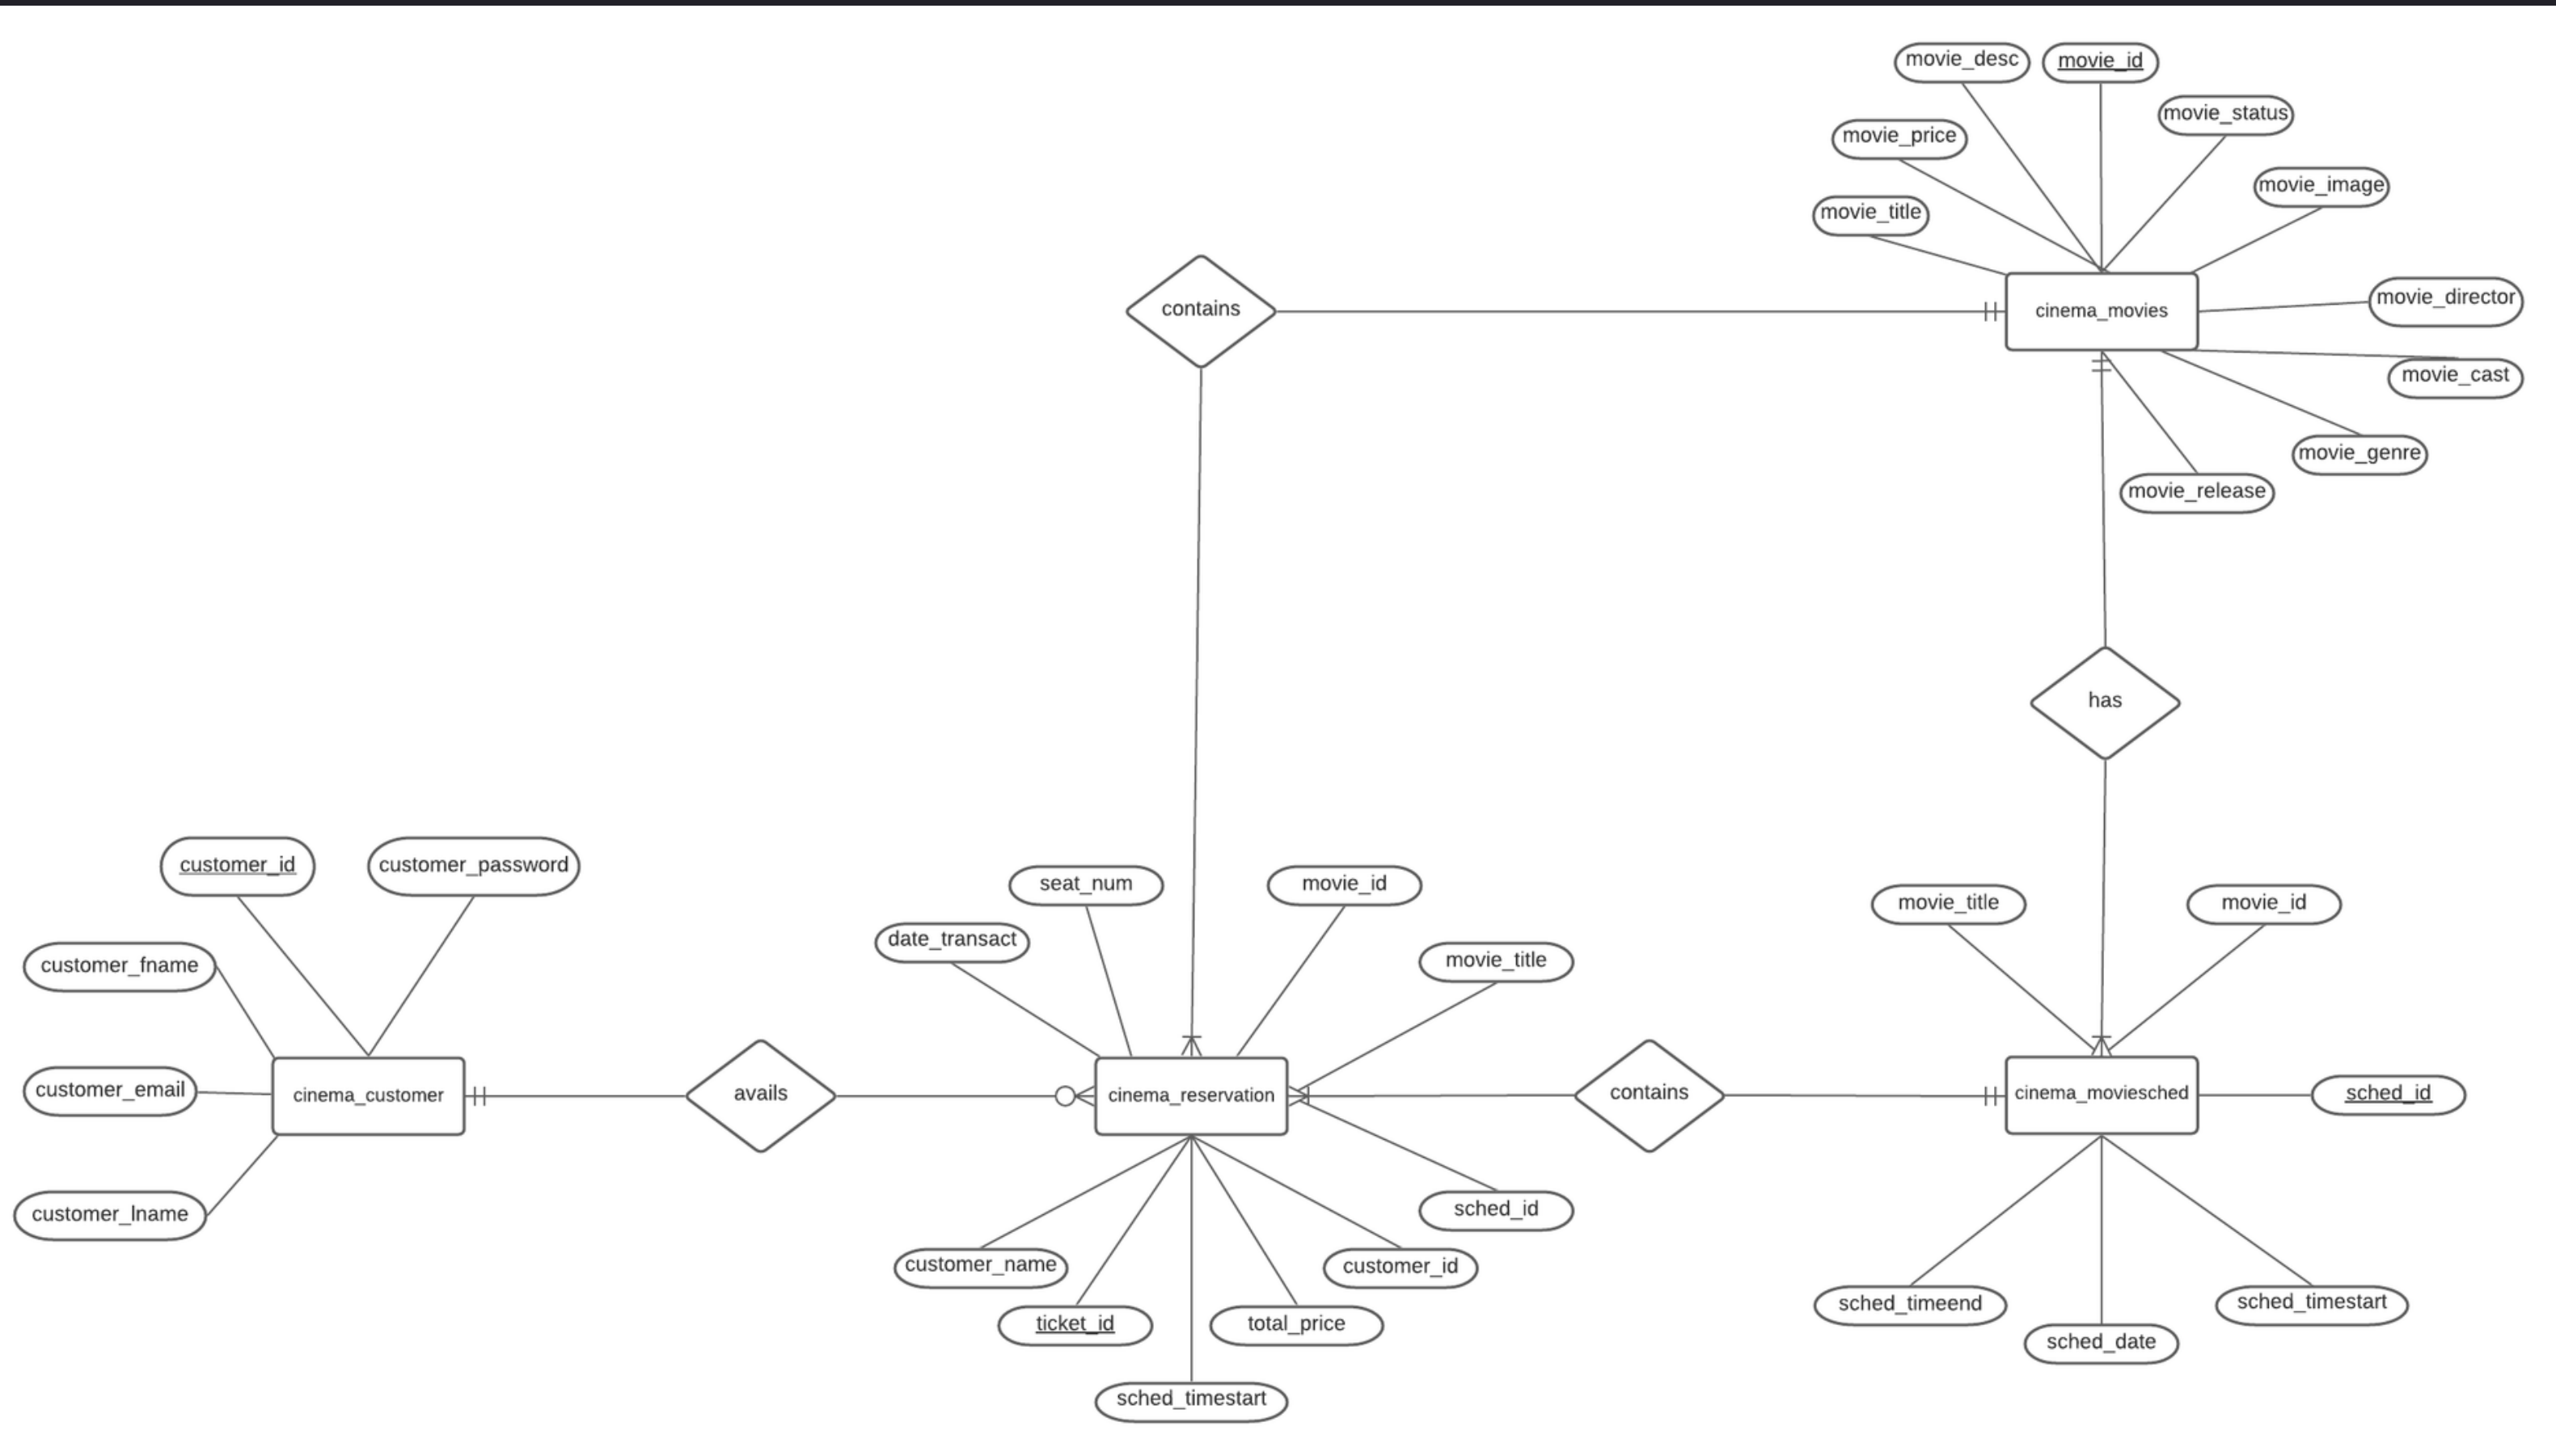 movie_desc
movie_id
movie_status
movie_price
movie_image
movie_title
movie_director
contains
cinema_movies
movie_cast
movie_genre
movie_release
has
customer_id
customer_password
seat_num
movie_id
movie_title
movie_id
date_transact
movie_title
customer_fname
customer_email
cinema_customer
avails
cinema_reservation
contains
cinema_moviesched
sched_id
customer_lname
sched_id
customer_name
customer_id
ticket_id
total_price
sched_timeend
sched_timestart
sched_date
sched_timestart